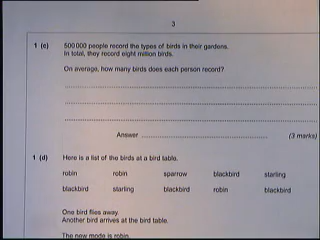 3
1 (c) 500 000 people record the types of birds in their gardens.
In total, they record eight million birds.
On average, how many birds does each person record?
Answer (3 marks)
1 (d) Here is a list of the birds at a bird table.
robin robin sparrow blackbird starling
blackbird starling blackbird robin blackbird
One bird flies away.
Another bird arrives at the bird table.
The new mode is robin.